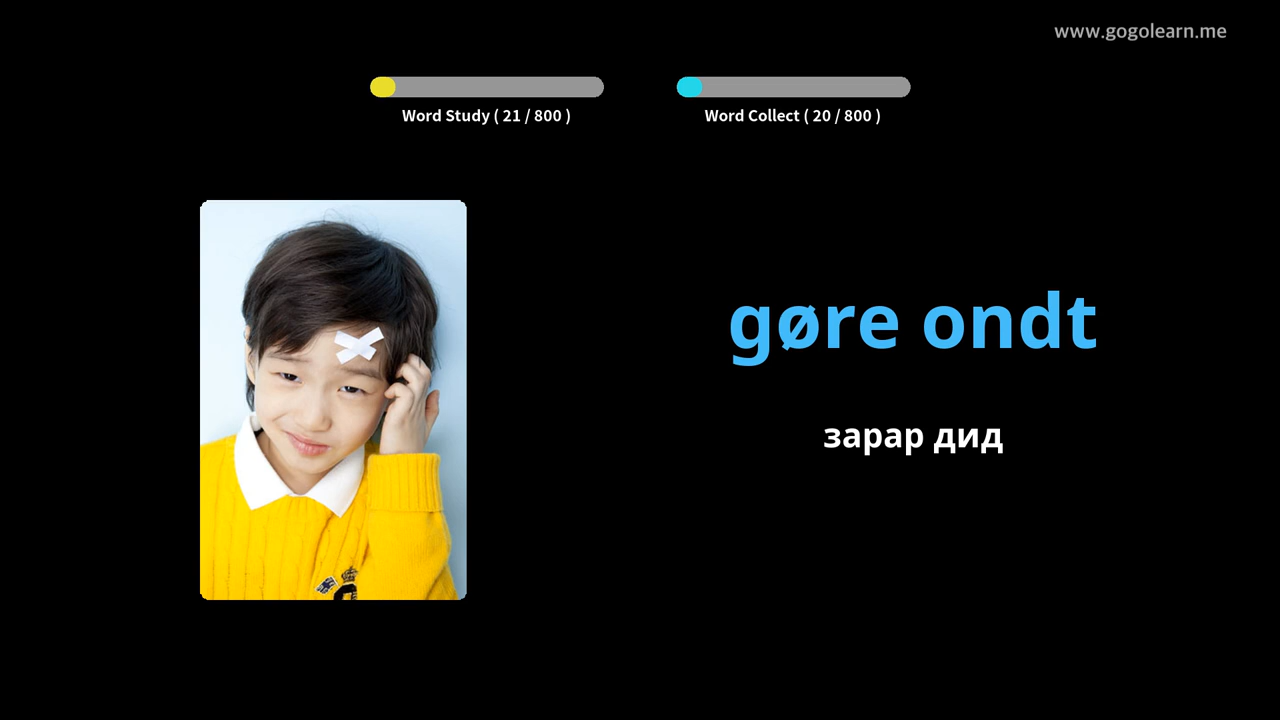 www.gogolearn.me
Word Study ( 21 / 800 )
Word Collect ( 20 / 800 )
gøre ondt
зарар дид